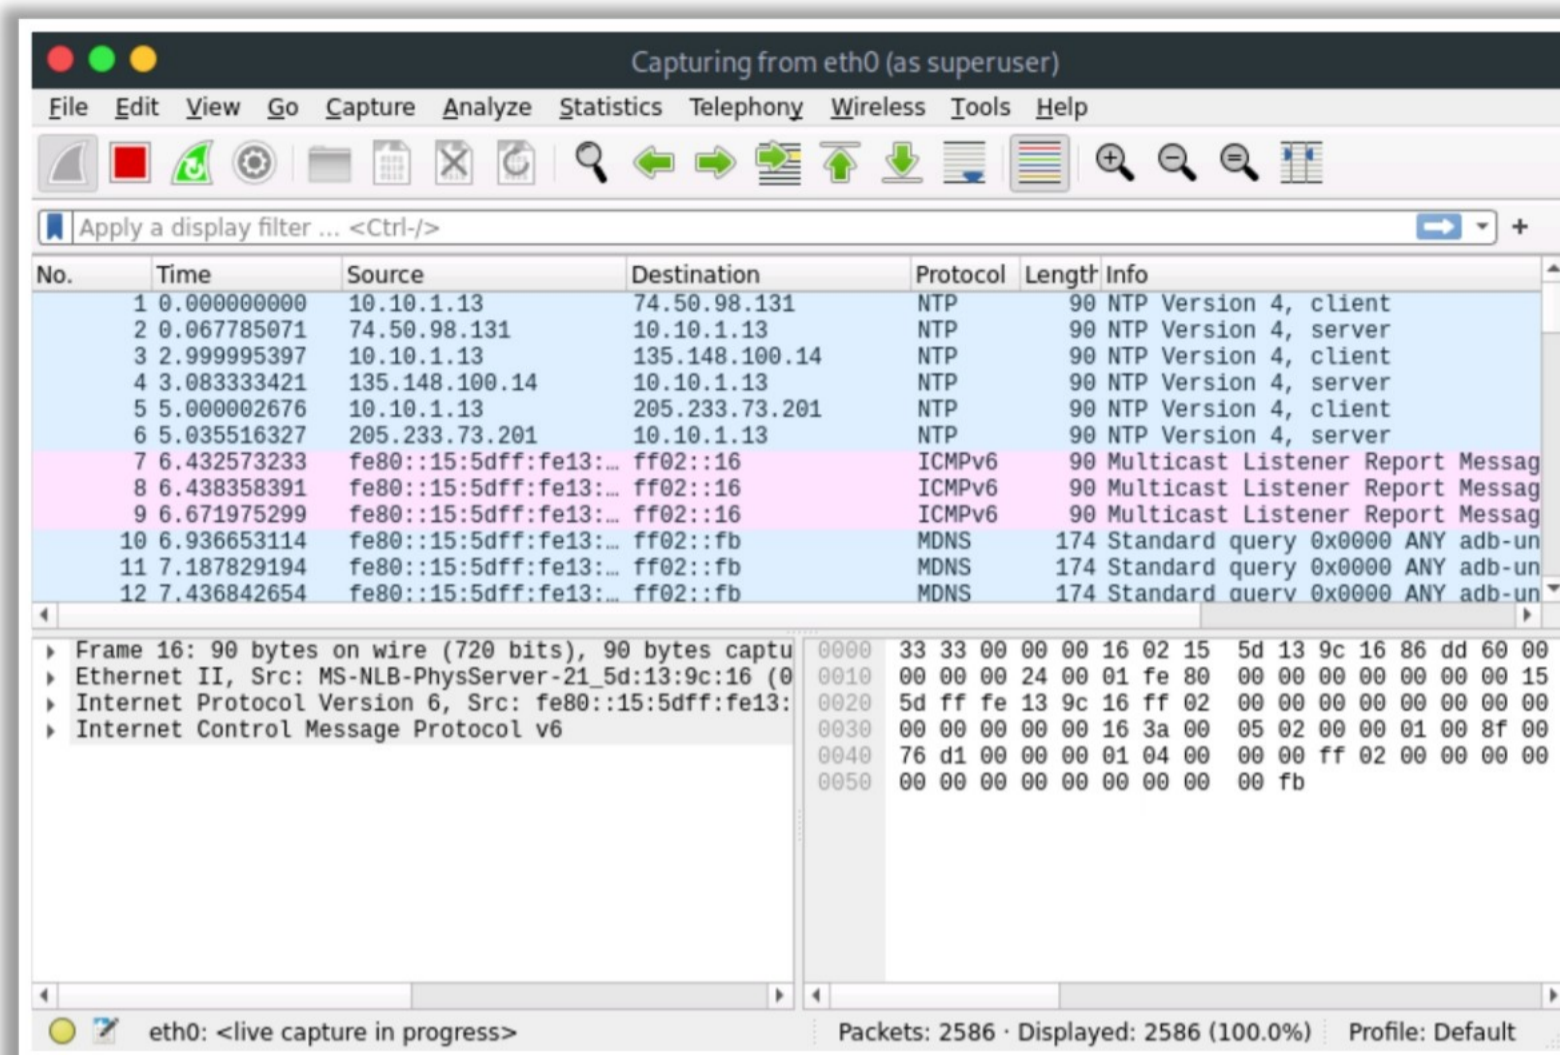 Capturing from eth0 (as superuser)
File Edit View Go Capture Analyze Statistics Telephony Wireless Tools Help
Apply a display filter ... <Ctrl-/>
No. Time Source Destination Protocol Length Info
1 0.000000000 10.10.1.13 74.50.98.131 NTP 90 NTP Version 4, client
2 0.067785071 74.50.98.131 10.10.1.13 NTP 90 NTP Version 4, server
3 2.999995397 10.10.1.13 135.148.100.14 NTP 90 NTP Version 4, client
4 3.083333421 135.148.100.14 10.10.1.13 NTP 90 NTP Version 4, server
5 5.000002676 10.10.1.13 205.233.73.201 NTP 90 NTP Version 4, client
6 5.035516327 205.233.73.201 10.10.1.13 NTP 90 NTP Version 4, server
7 6.432573233 fe80::15:5dff:fe13:… ff02::16 ICMPv6 90 Multicast Listener Report Messag
8 6.438358391 fe80::15:5dff:fe13:… ff02::16 ICMPv6 90 Multicast Listener Report Messag
9 6.671975299 fe80::15:5dff:fe13:… ff02::16 ICMPv6 90 Multicast Listener Report Messag
10 6.936653114 fe80::15:5dff:fe13:… ff02::fb MDNS 174 Standard query 0x0000 ANY adb-un
11 7.187829194 fe80::15:5dff:fe13:… ff02::fb MDNS 174 Standard query 0x0000 ANY adb-un
12 7.436842654 fe80::15:5dff:fe13:… ff02::fb MDNS 174 Standard query 0x0000 ANY adb-un
Frame 16: 90 bytes on wire (720 bits), 90 bytes captu
Ethernet II, Src: MS-NLB-PhysServer-21_5d:13:9c:16 (0
Internet Protocol Version 6, Src: fe80::15:5dff:fe13:
Internet Control Message Protocol v6
0000 33 33 00 00 00 16 02 15 5d 13 9c 16 86 dd 60 00
0010 00 00 00 24 00 01 fe 80 00 00 00 00 00 00 00 15
0020 5d ff fe 13 9c 16 ff 02 00 00 00 00 00 00 00 00
0030 00 00 00 00 00 16 3a 00 05 02 00 00 01 00 8f 00
0040 76 d1 00 00 00 01 04 00 00 00 ff 02 00 00 00 00
0050 00 00 00 00 00 00 00 00 00 fb
eth0: <live capture in progress>
Packets: 2586 · Displayed: 2586 (100.0%)
Profile: Default